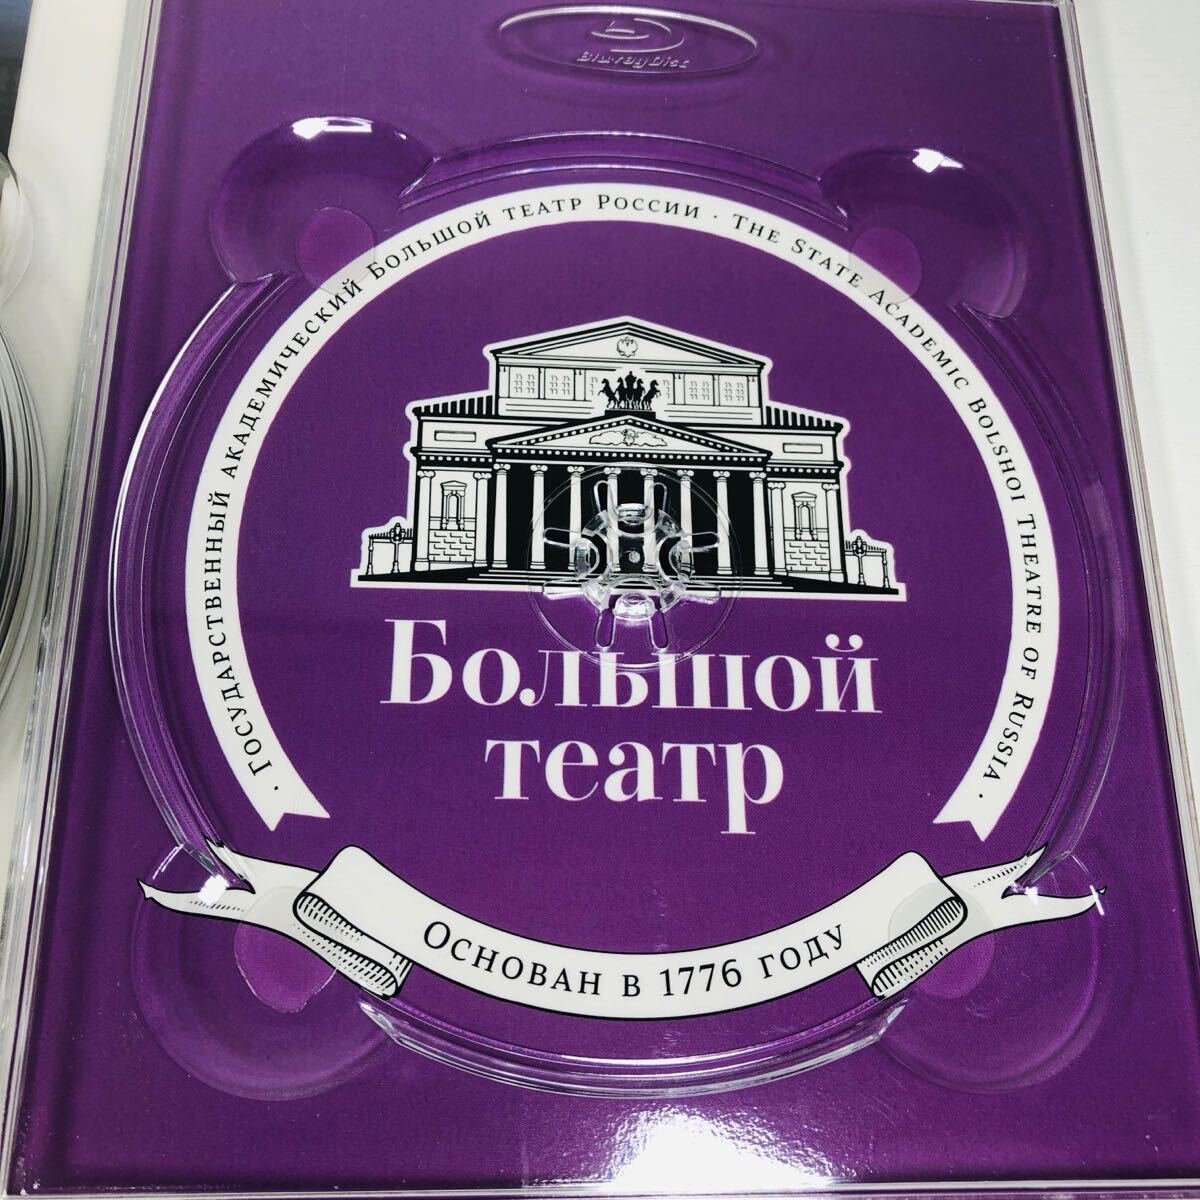 Blu-ray Disc
· Государственный академический Большой театр России · The State Academic Bolshoi Theatre of Russia ·
Большой
театр
Основан в 1776 году